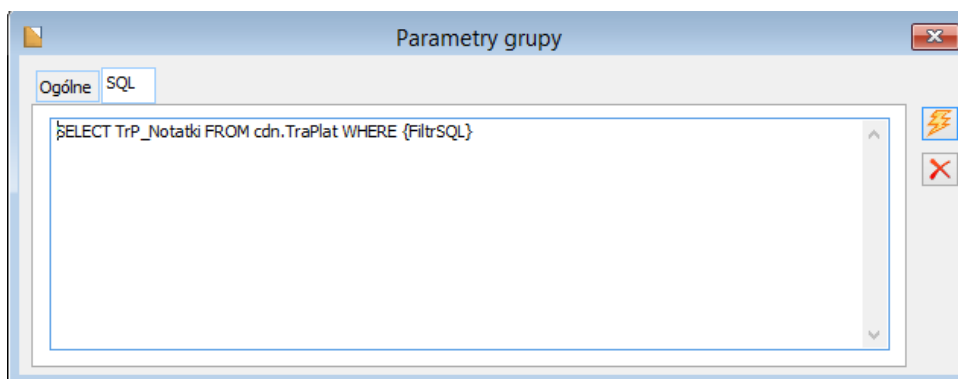 Parametry grupy
Ogólne SQL
SELECT TrP_Notatki FROM cdn.TraPlat WHERE {FiltrSQL}